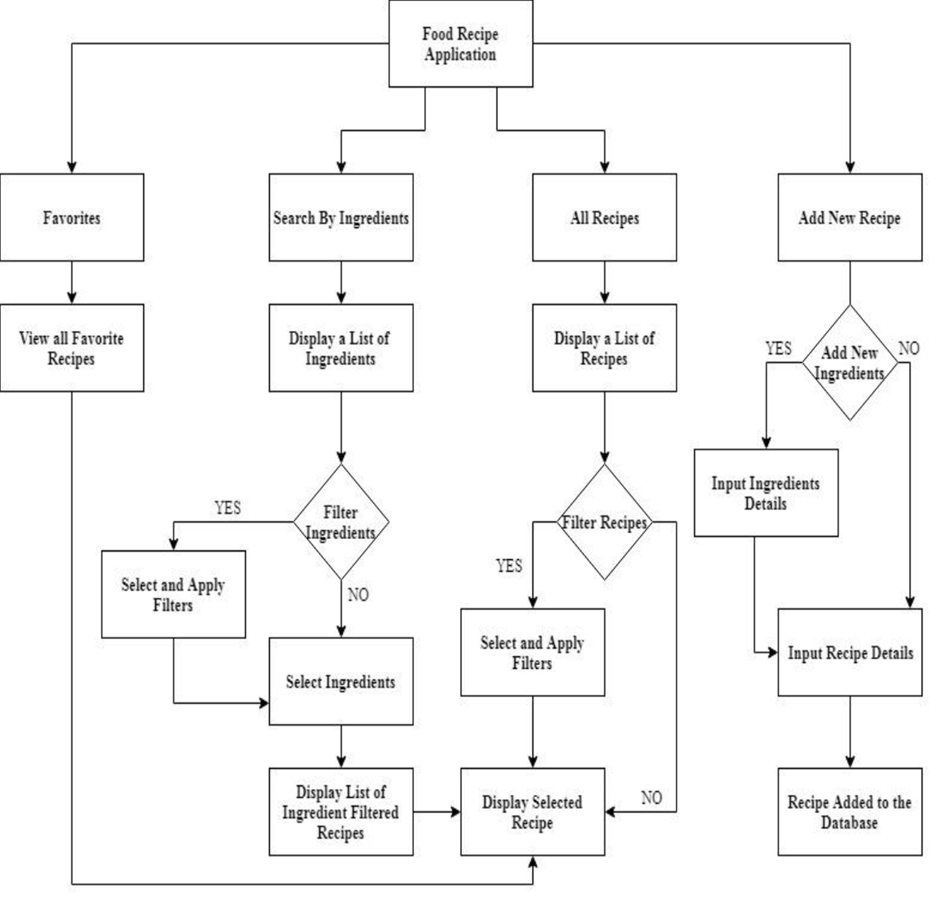 Food Recipe
Application
Favorites
Search By Ingredients
All Recipes
Add New Recipe
View all Favorite
Recipes
Display a List of
Ingredients
Display a List of
Recipes
YES
Add New
Ingredients
NO
Input Ingredients
Details
YES
Filter
Ingredients
NO
Filter Recipes
YES
Select and Apply
Filters
Select Ingredients
Select and Apply
Filters
Input Recipe Details
Display List of
Ingredient Filtered
Recipes
Display Selected
Recipe
NO
Recipe Added to the
Database